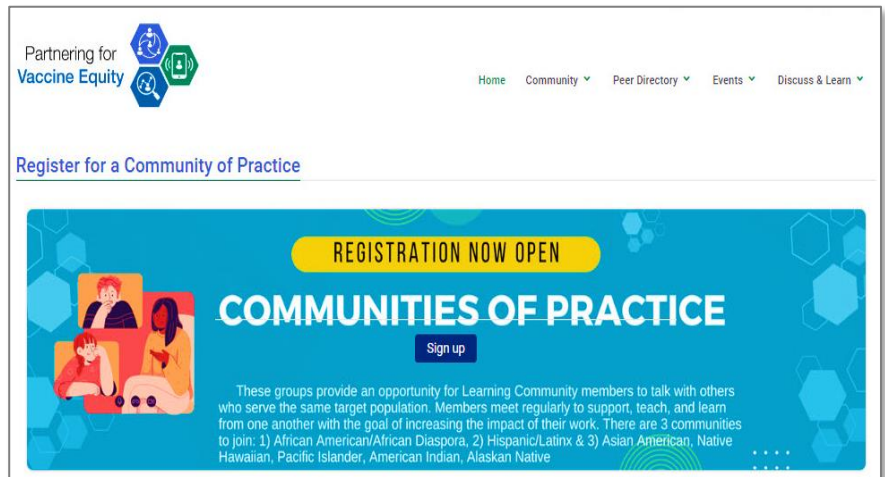 Partnering for
Vaccine Equity
Home Community Peer Directory Events Discuss & Learn
Register for a Community of Practice
REGISTRATION NOW OPEN
COMMUNITIES OF PRACTICE
Sign up
These groups provide an opportunity for Learning Community members to talk with others
who serve the same target population. Members meet regularly to support, teach, and learn
from one another with the goal of increasing the impact of their work. There are 3 communities
to join: 1) African American/African Diaspora, 2) Hispanic/Latinx & 3) Asian American, Native
Hawaiian, Pacific Islander, American Indian, Alaskan Native